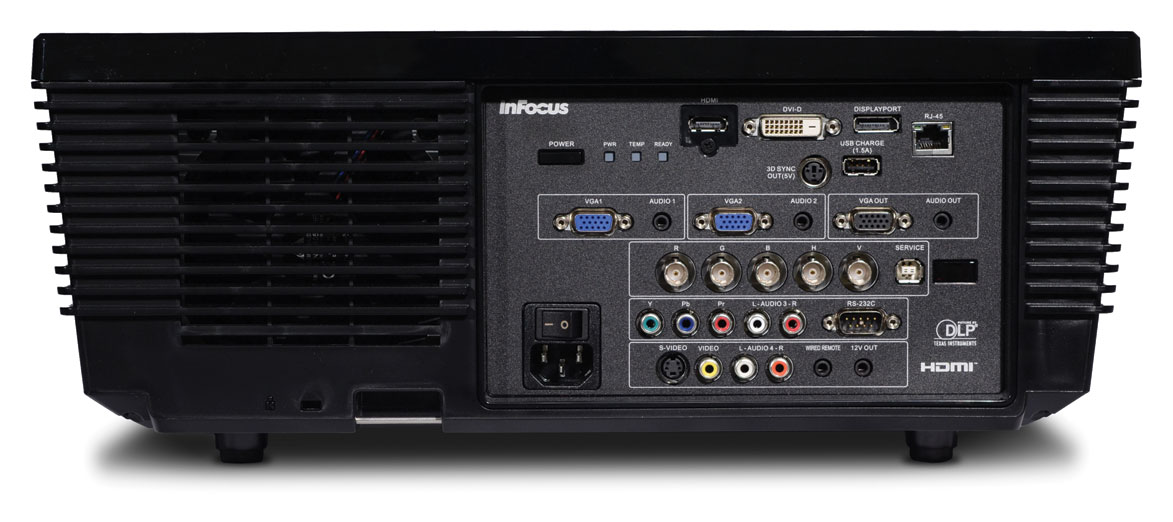 InFocus
HDMI
DVI-D
DISPLAYPORT
RJ-45
POWER
PWR TEMP READY
USB CHARGE
(1.5A)
3D SYNC
OUT(5V)
VGA1 AUDIO 1 VGA2 AUDIO 2 VGA OUT AUDIO OUT
R G B H V SERVICE
Y Pb Pr L - AUDIO 3 - R RS-232C
– O
DLP
TEXAS INSTRUMENTS
S-VIDEO VIDEO L - AUDIO 4 - R WIRED REMOTE 12V OUT
HDMI™